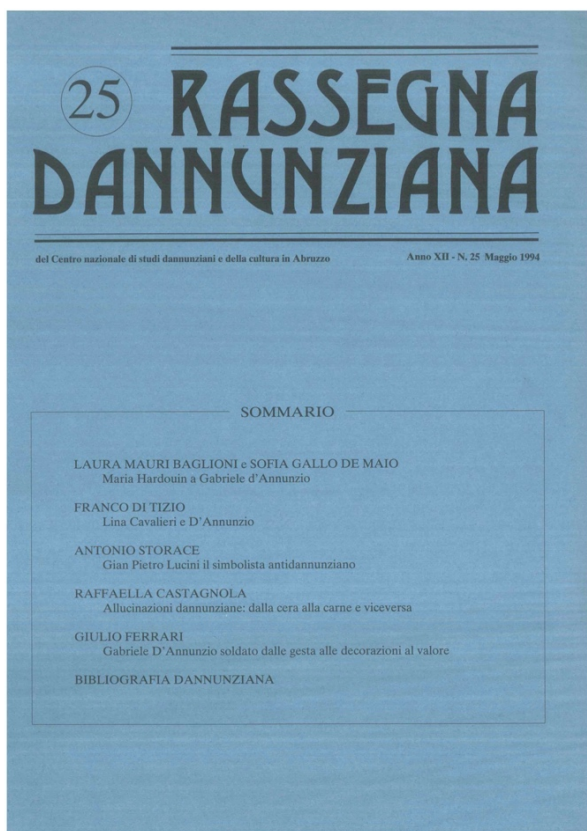 25 RASSEGNA
DANNUNZIANA
del Centro nazionale di studi dannunziani e della cultura in Abruzzo
Anno XII - N. 25 Maggio 1994
SOMMARIO
LAURA MAURI BAGLIONI e SOFIA GALLO DE MAIO
Maria Hardouin a Gabriele d'Annunzio
FRANCO DI TIZIO
Lina Cavalieri e D'Annunzio
ANTONIO STORACE
Gian Pietro Lucini il simbolista antidannunziano
RAFFAELLA CASTAGNOLA
Allucinazioni dannunziane: dalla cera alla carne e viceversa
GIULIO FERRARI
Gabriele D'Annunzio soldato dalle gesta alle decorazioni al valore
BIBLIOGRAFIA DANNUNZIANA